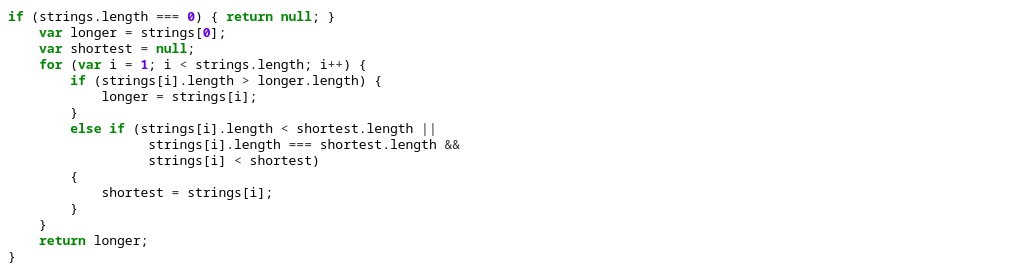 if (strings.length === 0) { return null; }
    var longer = strings[0];
    var shortest = null;
    for (var i = 1; i < strings.length; i++) {
        if (strings[i].length > longer.length) {
            longer = strings[i];
        }
        else if (strings[i].length < shortest.length ||
                  strings[i].length === shortest.length &&
                  strings[i] < shortest)
        {
            shortest = strings[i];
        }
    }
    return longer;
}